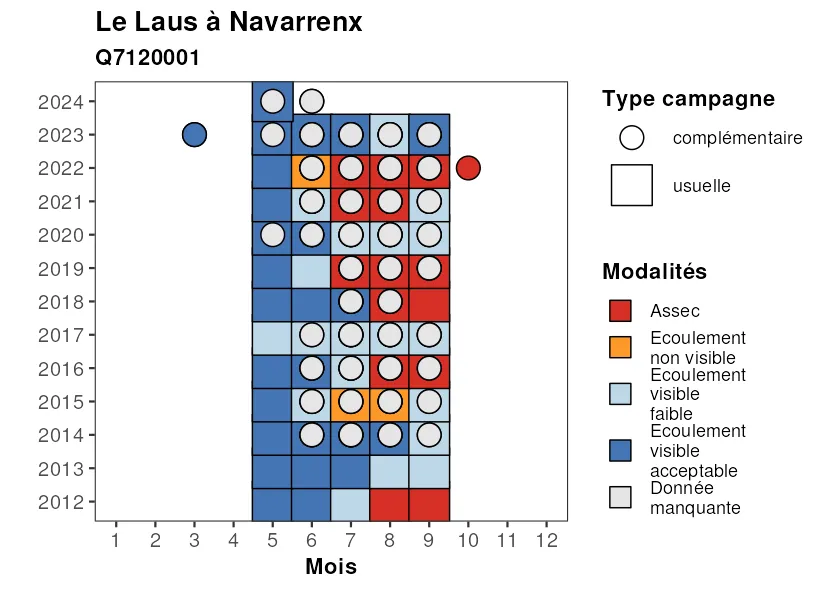 Le Laus à Navarrenx
Q7120001
2024
2023
2022
2021
2020
2019
2018
2017
2016
2015
2014
2013
2012
1 2 3 4 5 6 7 8 9 10 11 12
Mois
Type campagne
complémentaire
usuelle
Modalités
Assec
Ecoulement
non visible
Ecoulement
visible
faible
Ecoulement
visible
acceptable
Donnée
manquante